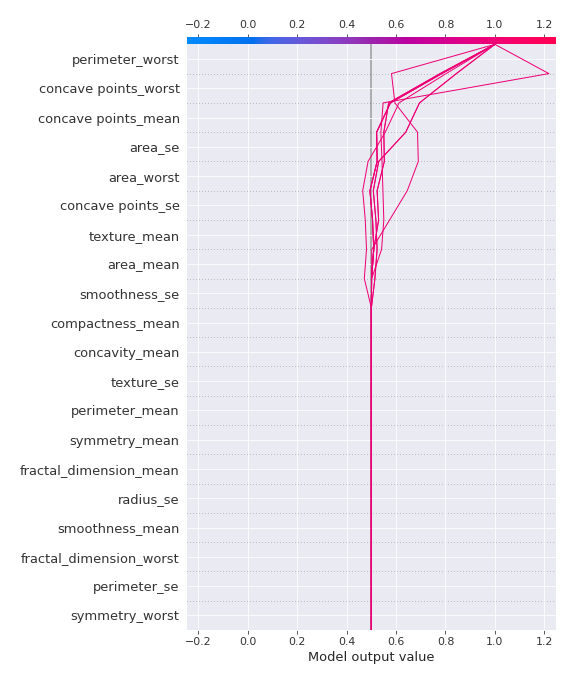 −0.2 0.0 0.2 0.4 0.6 0.8 1.0 1.2
perimeter_worst
concave points_worst
concave points_mean
area_se
area_worst
concave points_se
texture_mean
area_mean
smoothness_se
compactness_mean
concavity_mean
texture_se
perimeter_mean
symmetry_mean
fractal_dimension_mean
radius_se
smoothness_mean
fractal_dimension_worst
perimeter_se
symmetry_worst
−0.2 0.0 0.2 0.4 0.6 0.8 1.0 1.2
Model output value